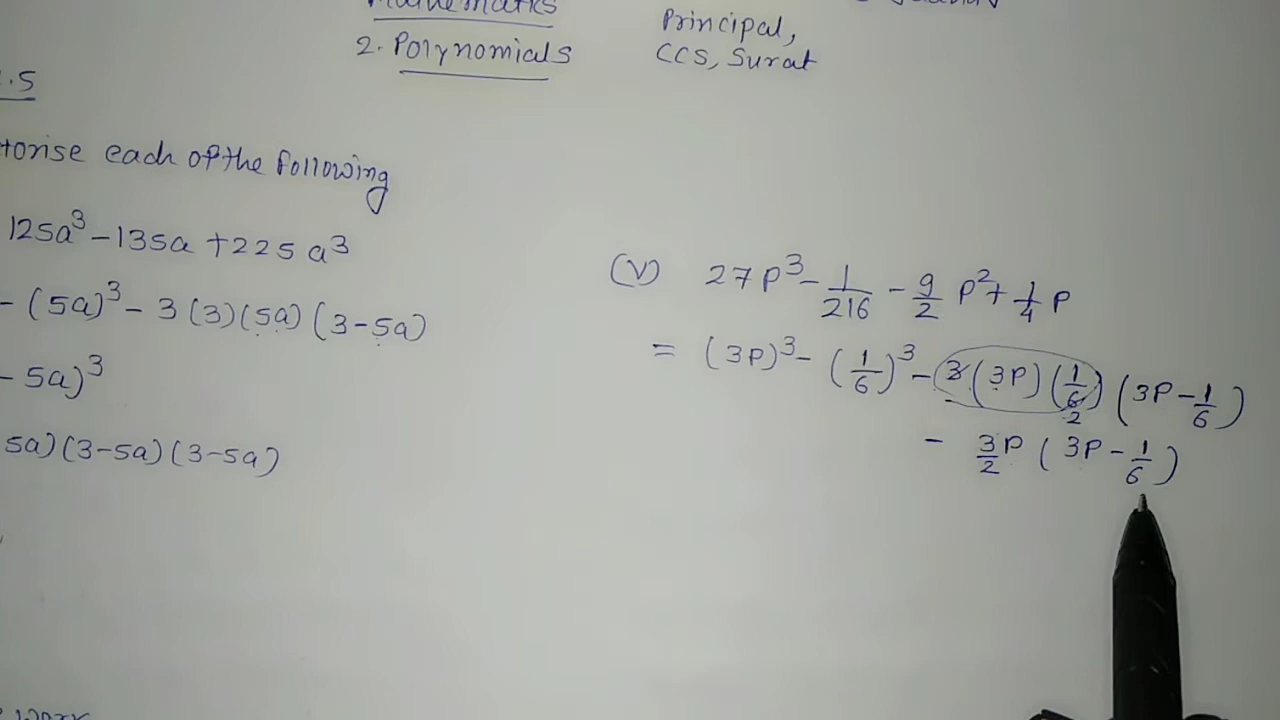 Mathematics
2. Polynomials
Principal,
CCS, Surat
.5
torise each of the following
125a³ - 135a + 225a³
- (5a)³ - 3(3)(5a)(3-5a)
- 5a)³
5a)(3-5a)(3-5a)
(V) 27p³ - 1/216 - 9/2 p² + 1/4 p
= (3p)³ - (1/6)³ - 3(3p)(1/6)(3p - 1/6)
2
- 3/2 p (3p - 1/6)